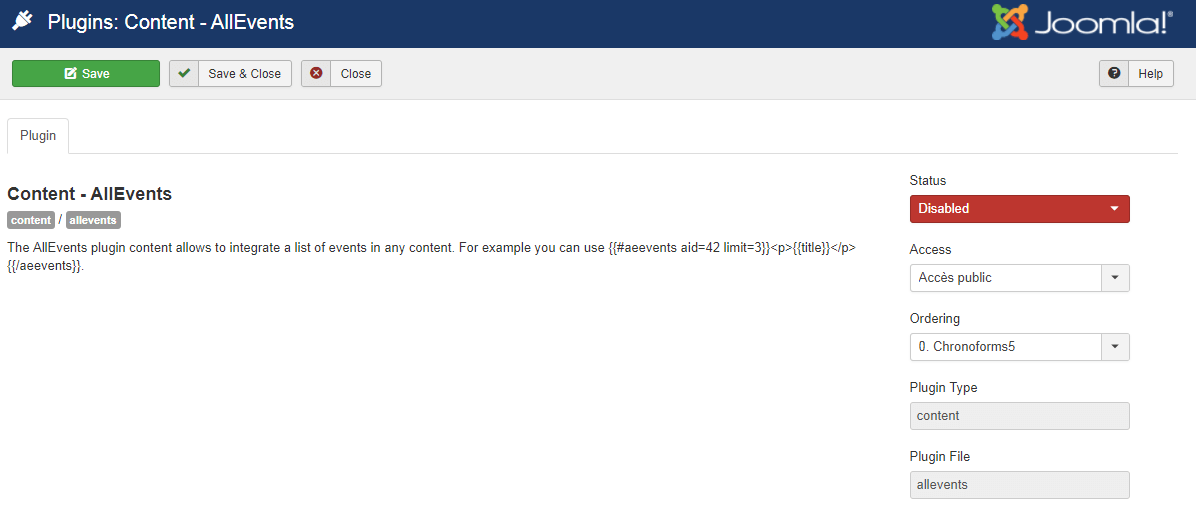 Plugins: Content - AllEvents
Joomla!®
Save
Save & Close
Close
Help
Plugin
Content - AllEvents
content / allevents
The AllEvents plugin content allows to integrate a list of events in any content. For example you can use {{#aeevents aid=42 limit=3}}<p>{{title}}</p>
{{/aeevents}}.
Status
Disabled
Access
Accès public
Ordering
0. Chronoforms5
Plugin Type
content
Plugin File
allevents